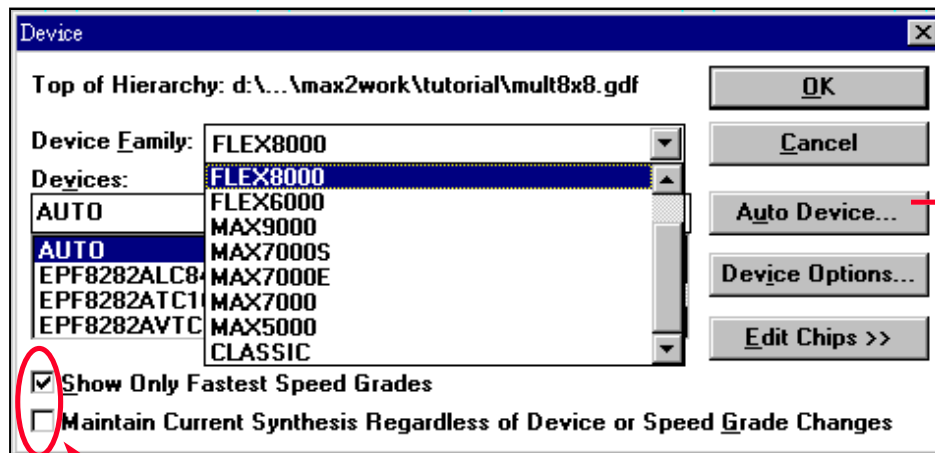 Device
Top of Hierarchy: d:\...\max2work\tutorial\mult8x8.gdf
OK
Device Family: FLEX8000
Cancel
Devices:
FLEX8000
FLEX6000
MAX9000
MAX7000S
MAX7000E
MAX7000
MAX5000
CLASSIC
AUTO
AUTO
EPF8282ALC84
EPF8282ATC1
EPF8282AVTC
Auto Device...
Device Options...
Edit Chips >>
Show Only Fastest Speed Grades
Maintain Current Synthesis Regardless of Device or Speed Grade Changes